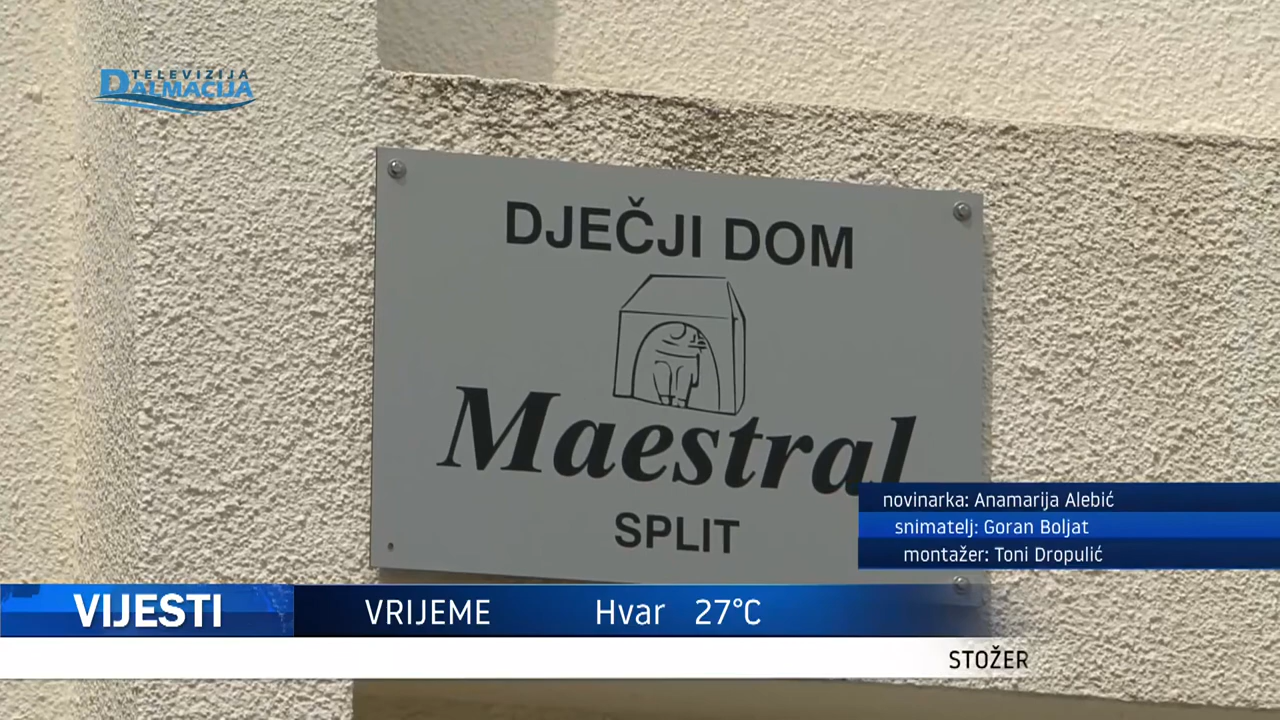 TELEVIZIJA
DALMACIJA
DJEČJI DOM
Maestral
SPLIT
novinarka: Anamarija Alebić
snimatelj: Goran Boljat
montažer: Toni Dropulić
VIJESTI VRIJEME Hvar 27°C
STOŽER